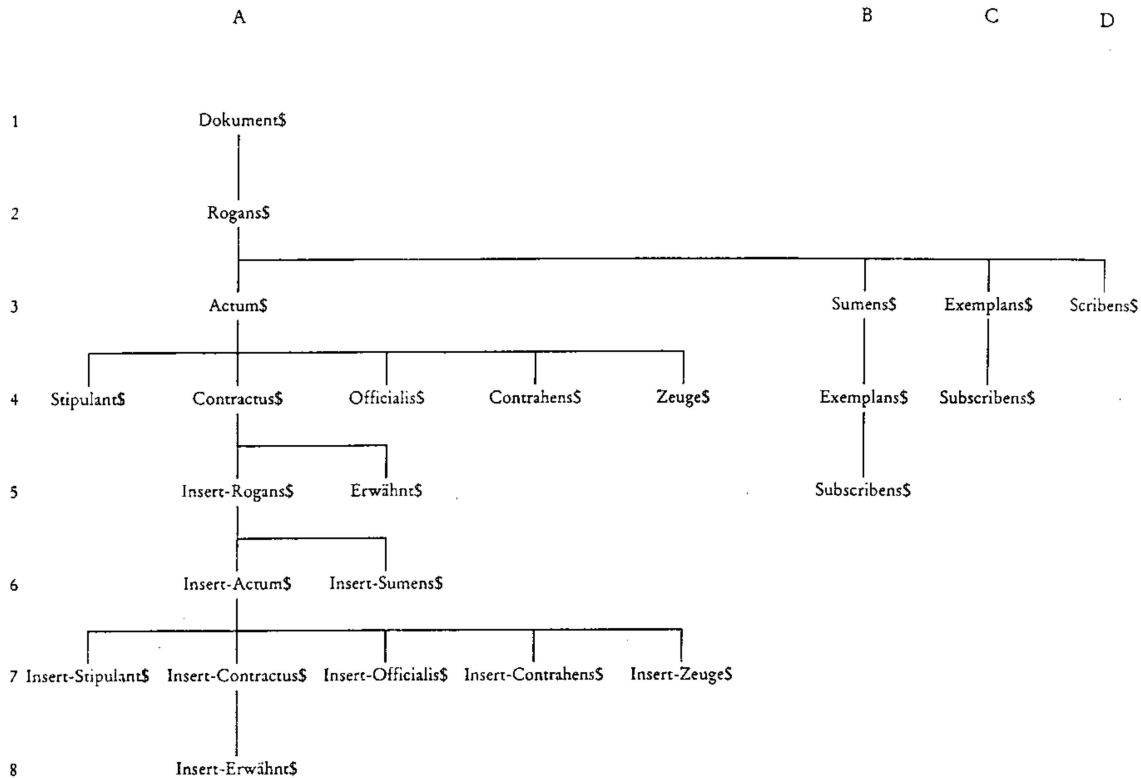 A B C D
1 Dokument$
2 Rogans$
3 Actum$ Sumens$ Exemplans$ Scribens$
4 Stipulant$ Contractus$ Officialis$ Contrahens$ Zeuge$ Exemplans$ Subscribens$
5 Insert-Rogans$ Erwähnt$ Subscribens$
6 Insert-Actum$ Insert-Sumens$
7 Insert-Stipulant$ Insert-Contractus$ Insert-Officialis$ Insert-Contrahens$ Insert-Zeuge$
8 Insert-Erwähnt$